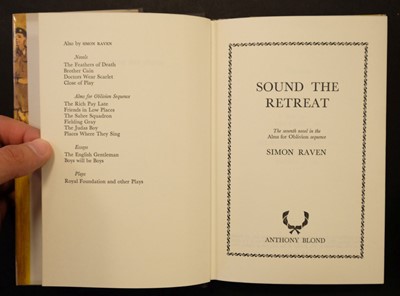 Also by SIMON RAVEN
Novels
The Feathers of Death
Brother Cain
Doctors Wear Scarlet
Close of Play
Alms for Oblivion Sequence
The Rich Pay Late
Friends in Low Places
The Sabre Squadron
Fielding Gray
The Judas Boy
Places Where They Sing
Essays
The English Gentleman
Boys will be Boys
Plays
Royal Foundation and other Plays
SOUND THE
RETREAT
The seventh novel in the
Alms for Oblivion sequence
SIMON RAVEN
ANTHONY BLOND